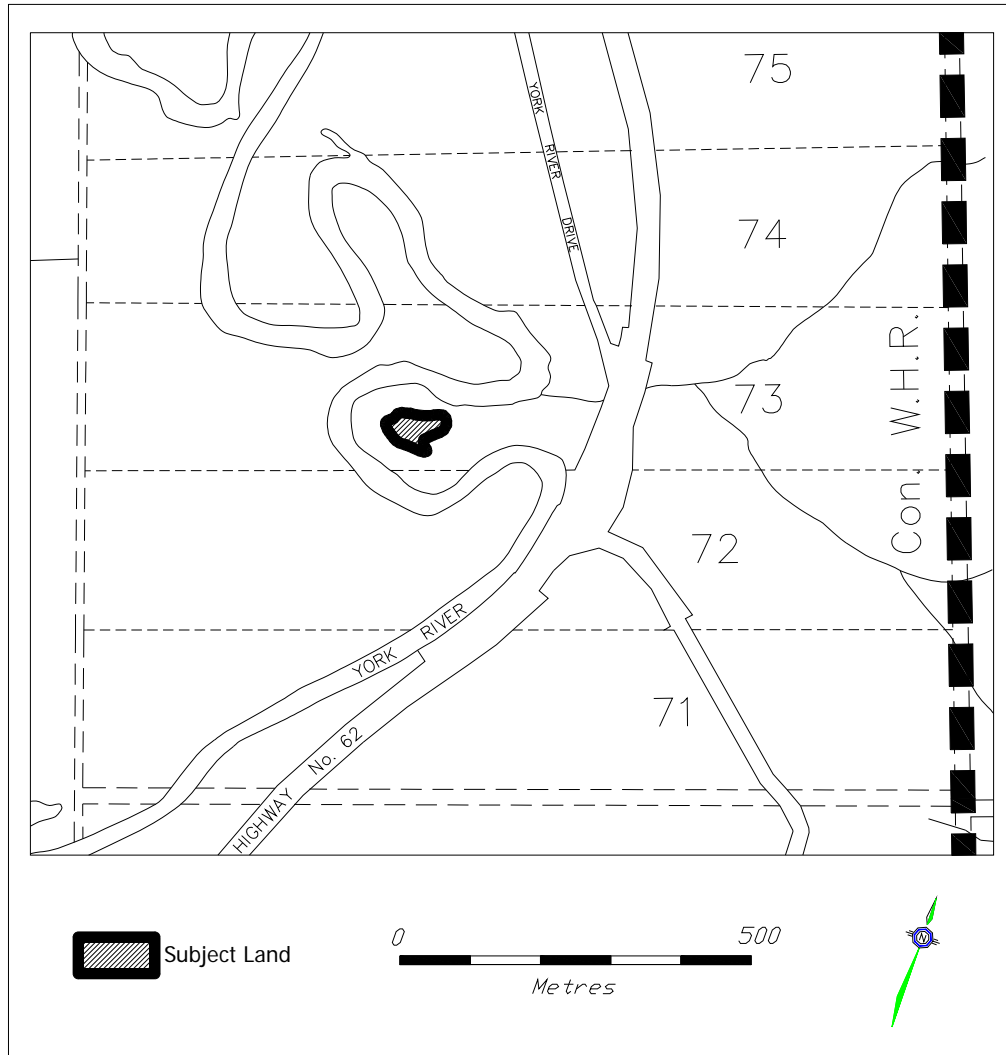 75
YORK RIVER DRIVE
74
Con. W.H.R.
73
72
YORK RIVER
71
HIGHWAY No. 62
Subject Land
0 500
Metres
N